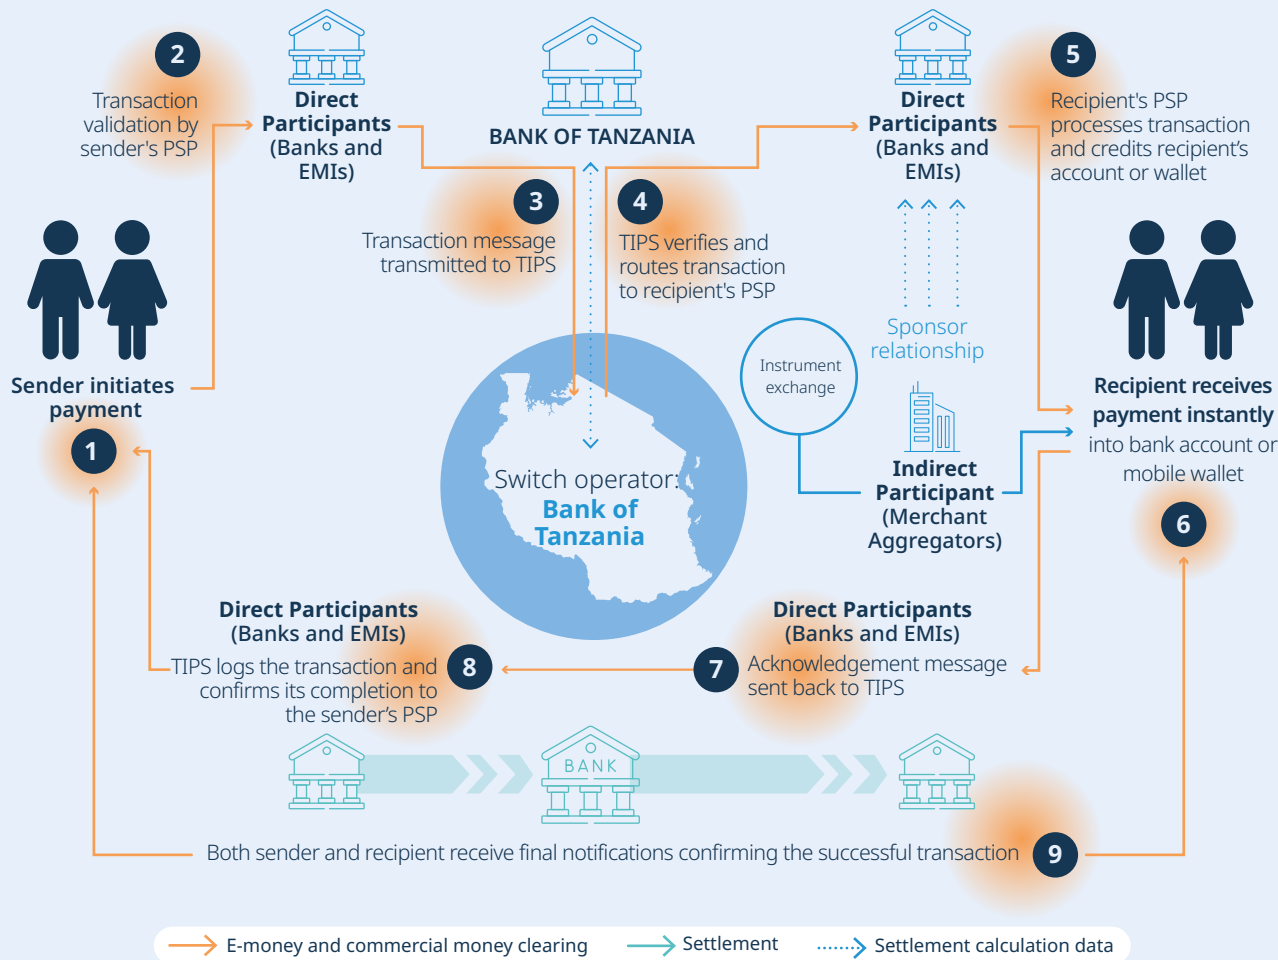 2
Transaction
validation by
sender's PSP
Direct
Participants
(Banks and
EMIs)
BANK OF TANZANIA
Direct
Participants
(Banks and
EMIs)
5
Recipient's PSP
processes transaction
and credits recipient’s
account or wallet
3
Transaction message
transmitted to TIPS
4
TIPS verifies and
routes transaction
to recipient's PSP
Sender initiates
payment
1
Instrument
exchange
Sponsor
relationship
Indirect
Participant
(Merchant
Aggregators)
Recipient receives
payment instantly
into bank account or
mobile wallet
6
Switch operator:
Bank of
Tanzania
Direct Participants
(Banks and EMIs)
TIPS logs the transaction and
confirms its completion to
the sender’s PSP
8
Direct Participants
(Banks and EMIs)
7
Acknowledgement message
sent back to TIPS
BANK
Both sender and recipient receive final notifications confirming the successful transaction
9
E-money and commercial money clearing
Settlement
Settlement calculation data